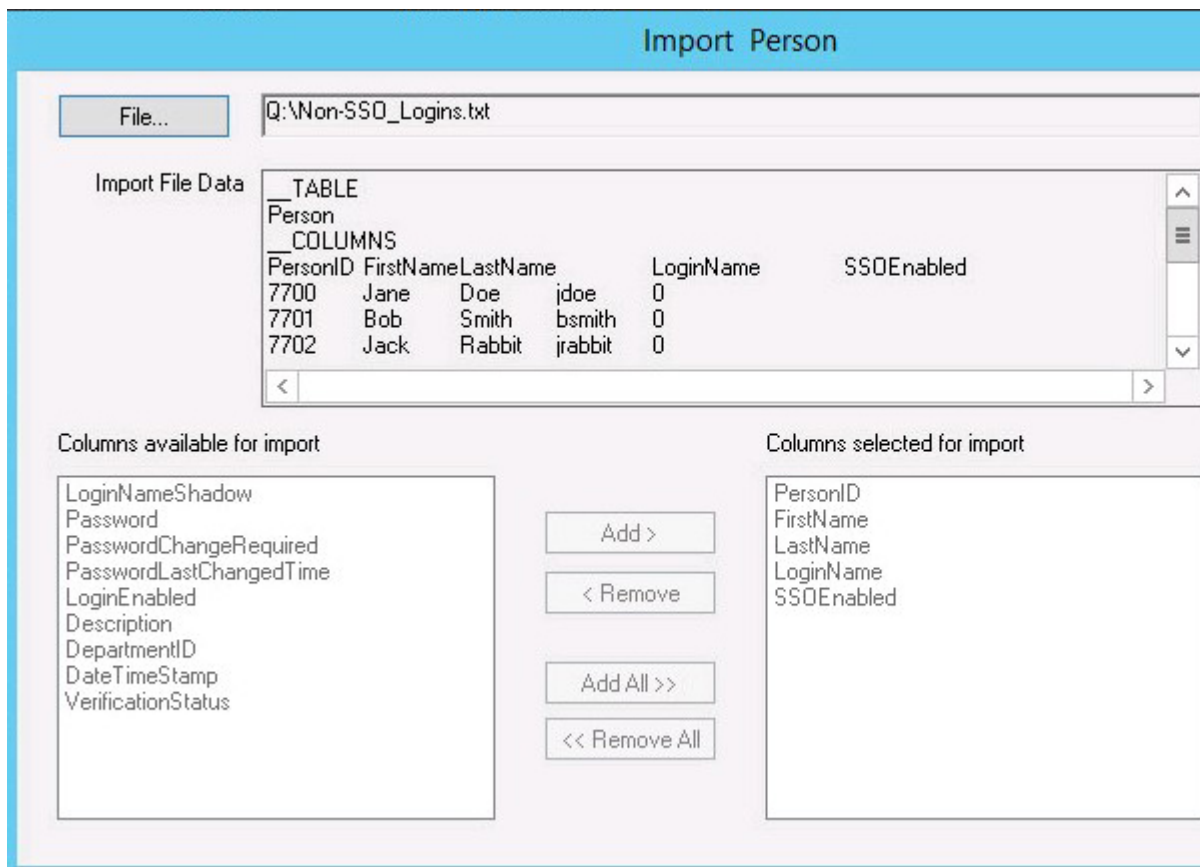 Import Person
File...
Q:\Non-SSO_Logins.txt
Import File Data
__TABLE
Person
__COLUMNS
PersonID FirstNameLastName LoginName SSOEnabled
7700 Jane Doe jdoe 0
7701 Bob Smith bsmith 0
7702 Jack Rabbit jrabbit 0
Columns available for import
LoginNameShadow
Password
PasswordChangeRequired
PasswordLastChangedTime
LoginEnabled
Description
DepartmentID
DateTimeStamp
VerificationStatus
Add >
< Remove
Add All >>
<< Remove All
Columns selected for import
PersonID
FirstName
LastName
LoginName
SSOEnabled